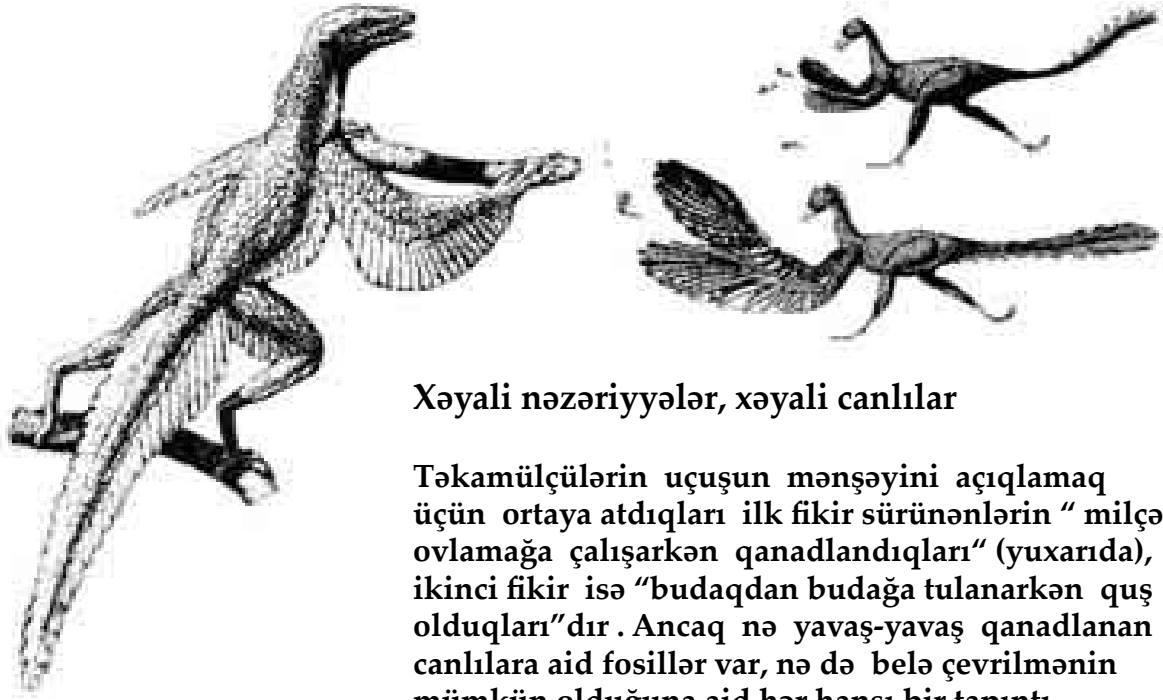 Xəyali nəzəriyyələr, xəyali canlılar
Təkamülçülərin uçuşun mənşəyini açıqlamaq
üçün ortaya atdıqları ilk fikir sürünənlərin “ milçə
ovlamağa çalışarkən qanadlandıqları“ (yuxarıda),
ikinci fikir isə “budaqdan budağa tulanarkən quş
olduqları”dır . Ancaq nə yavaş-yavaş qanadlanan
canlılara aid fosillər var, nə də belə çevrilmənin
mümkün olduğuna aid hər hansı bir tapıntı